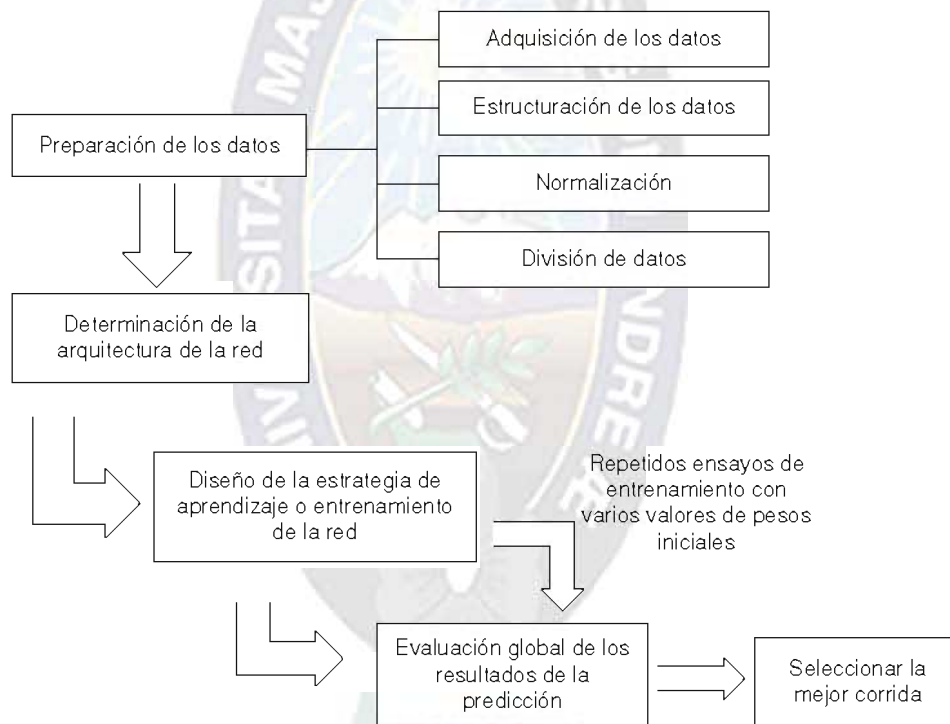 Adquisición de los datos
Estructuración de los datos
Preparación de los datos
Normalización
División de datos
Determinación de la
arquitectura de la red
Diseño de la estrategia de
aprendizaje o entrenamiento
de la red
Repetidos ensayos de
entrenamiento con
varios valores de pesos
iniciales
Evaluación global de los
resultados de la
predicción
Seleccionar la
mejor corrida